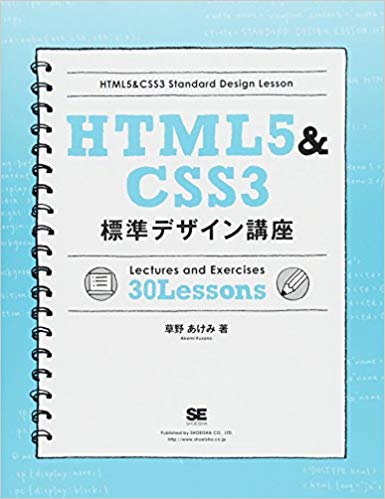 HTML5&CSS3 Standard Design Lesson
HTML5&
CSS3
標準デザイン講座
Lectures and Exercises
30Lessons
草野 あけみ 著
Akemi Kusano
SE
SHOEISHA
Published by SHOEISHA CO., LTD.
http://www.shoeisha.co.jp